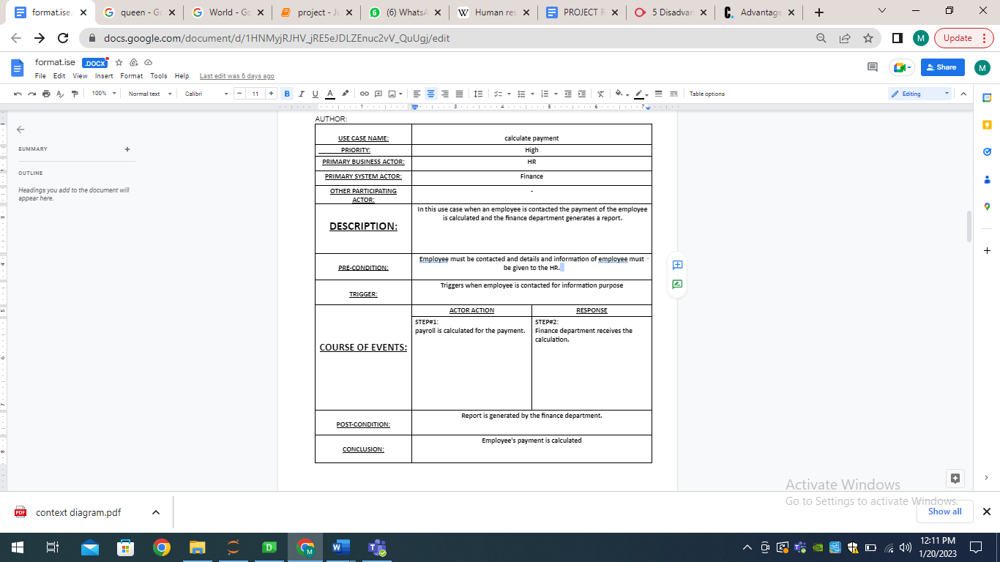 format.ise.
queen - Go
World - Go
project - Ju
(6) WhatsA
Human res
PROJECT R
5 Disadvan
Advantage
docs.google.com/document/d/1HNMyjRJHV_jRE5eJDLZEnuc2vV_QuUgj/edit
M
Update
format.ise .DOCX
File Edit View Insert Format Tools Help Last edit was 6 days ago
Share
M
100% Normal text Calibri 11 B I U A Table options Editing
AUTHOR:
SUMMARY
OUTLINE
Headings you add to the document will
appear here.
USE CASE NAME: calculate payment
PRIORITY: High
PRIMARY BUSINESS ACTOR: HR
PRIMARY SYSTEM ACTOR: Finance
OTHER PARTICIPATING
ACTOR: -
DESCRIPTION:
In this use case when an employee is contacted the payment of the employee
is calculated and the finance department generates a report.
PRE-CONDITION:
Employee must be contacted and details and information of employee must
be given to the HR.
TRIGGER:
Triggers when employee is contacted for information purpose
COURSE OF EVENTS:
ACTOR ACTION
RESPONSE
STEP#1:
payroll is calculated for the payment.
STEP#2:
Finance department receives the
calculation.
POST-CONDITION:
Report is generated by the finance department.
CONCLUSION:
Employee's payment is calculated
Activate Windows
Go to Settings to activate Windows.
context diagram.pdf
Show all
12:11 PM
1/20/2023